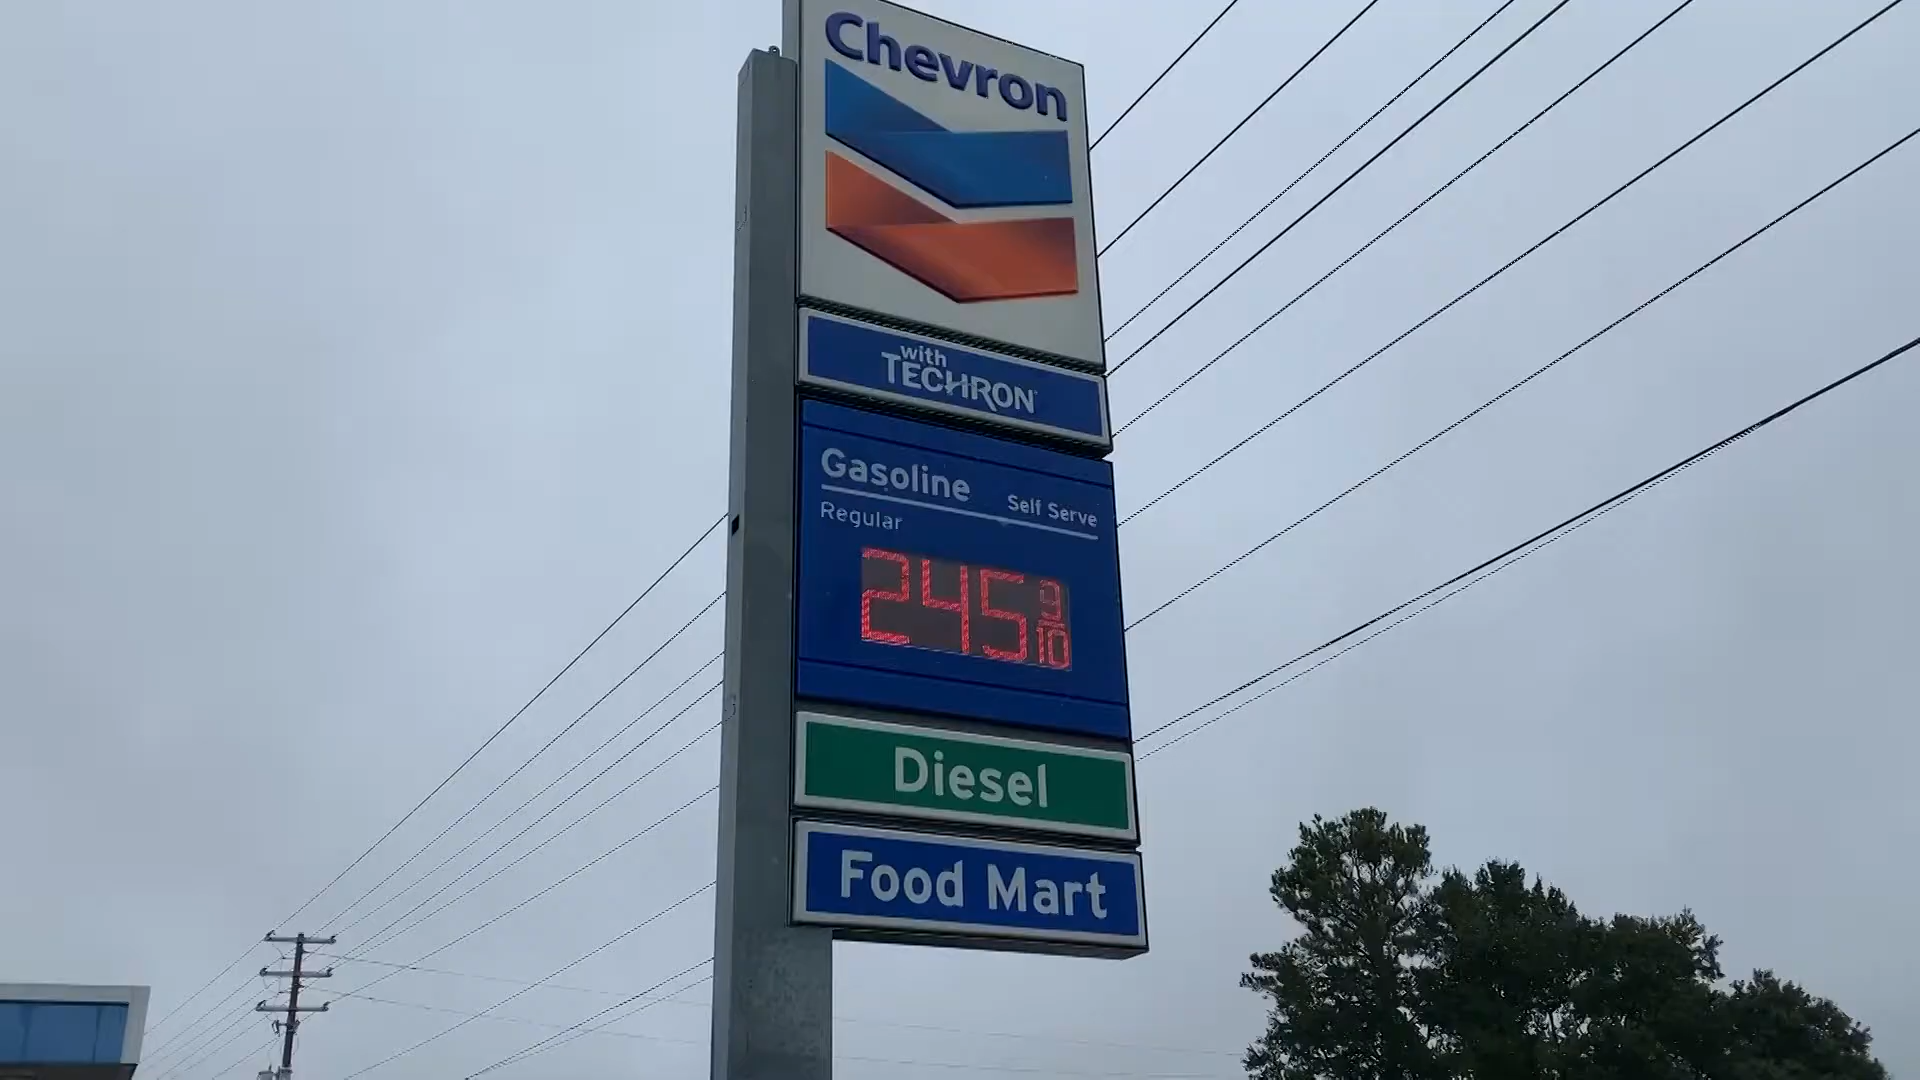 Chevron
with
TECHRON
Gasoline Self Serve
Regular
245 9/10
Diesel
Food Mart